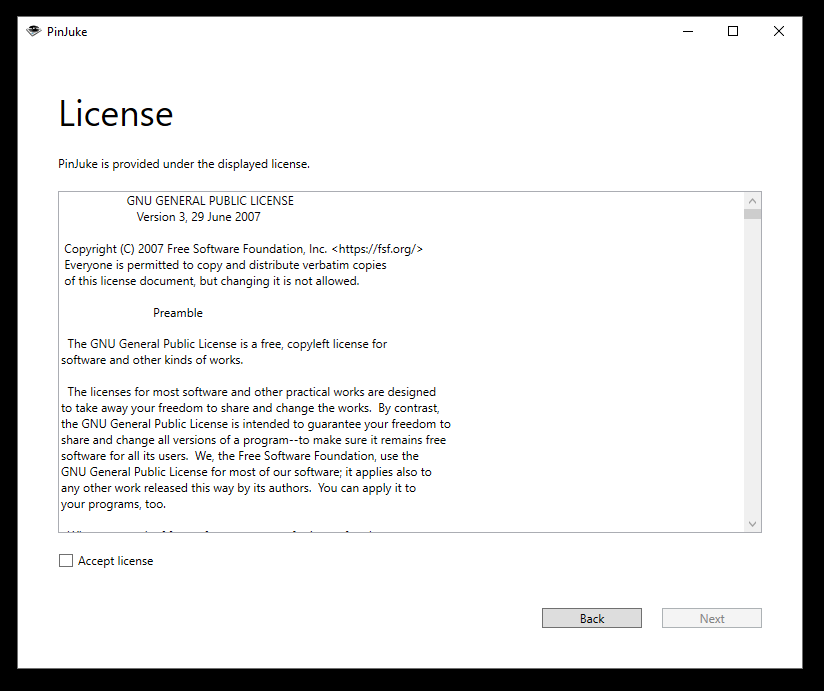 PinJuke
License
PinJuke is provided under the displayed license.
GNU GENERAL PUBLIC LICENSE
Version 3, 29 June 2007
Copyright (C) 2007 Free Software Foundation, Inc. <https://fsf.org/>
Everyone is permitted to copy and distribute verbatim copies
of this license document, but changing it is not allowed.
Preamble
The GNU General Public License is a free, copyleft license for
software and other kinds of works.
The licenses for most software and other practical works are designed
to take away your freedom to share and change the works.  By contrast,
the GNU General Public License is intended to guarantee your freedom to
share and change all versions of a program--to make sure it remains free
software for all its users.  We, the Free Software Foundation, use the
GNU General Public License for most of our software; it applies also to
any other work released this way by its authors.  You can apply it to
your programs, too.
Accept license
Back
Next